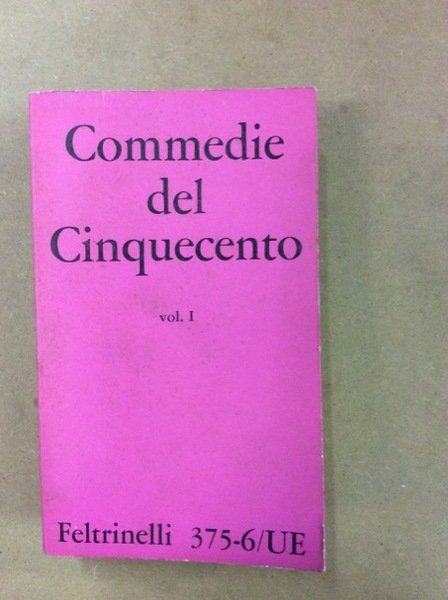 Commedie
del
Cinquecento
vol. I
Feltrinelli 375-6/UE